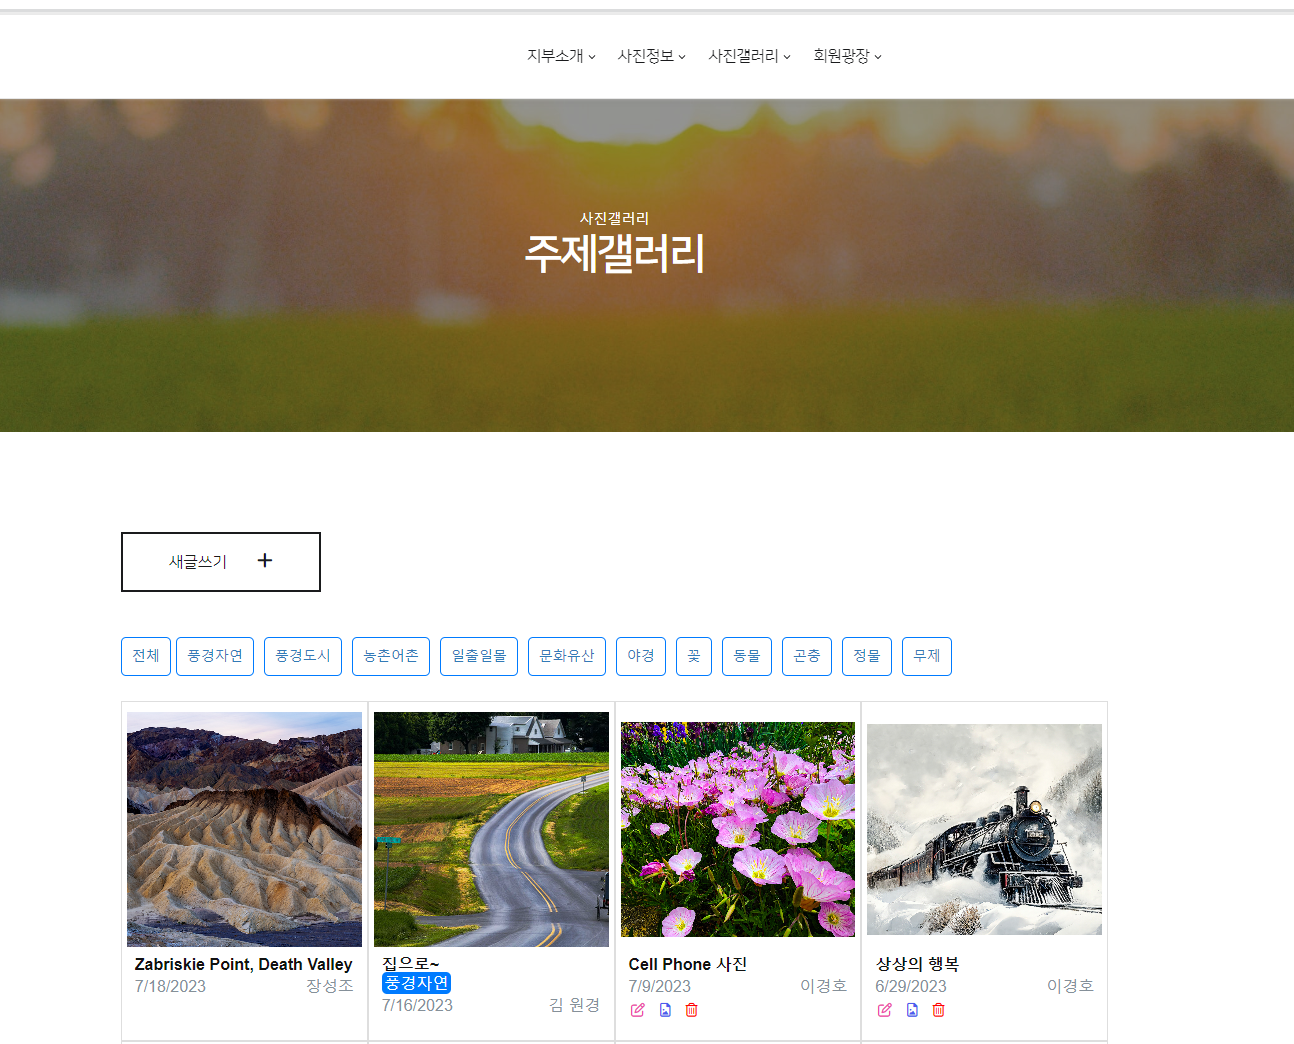 지부소개 사진정보 사진갤러리 회원광장
사진갤러리
주제갤러리
새글쓰기 +
전체 풍경자연 풍경도시 농촌어촌 일출일몰 문화유산 야경 꽃 동물 곤충 정물 무제
Zabriskie Point, Death Valley
7/18/2023 장성조
집으로~
풍경자연
7/16/2023 김 원경
Cell Phone 사진
7/9/2023 이경호
상상의 행복
6/29/2023 이경호